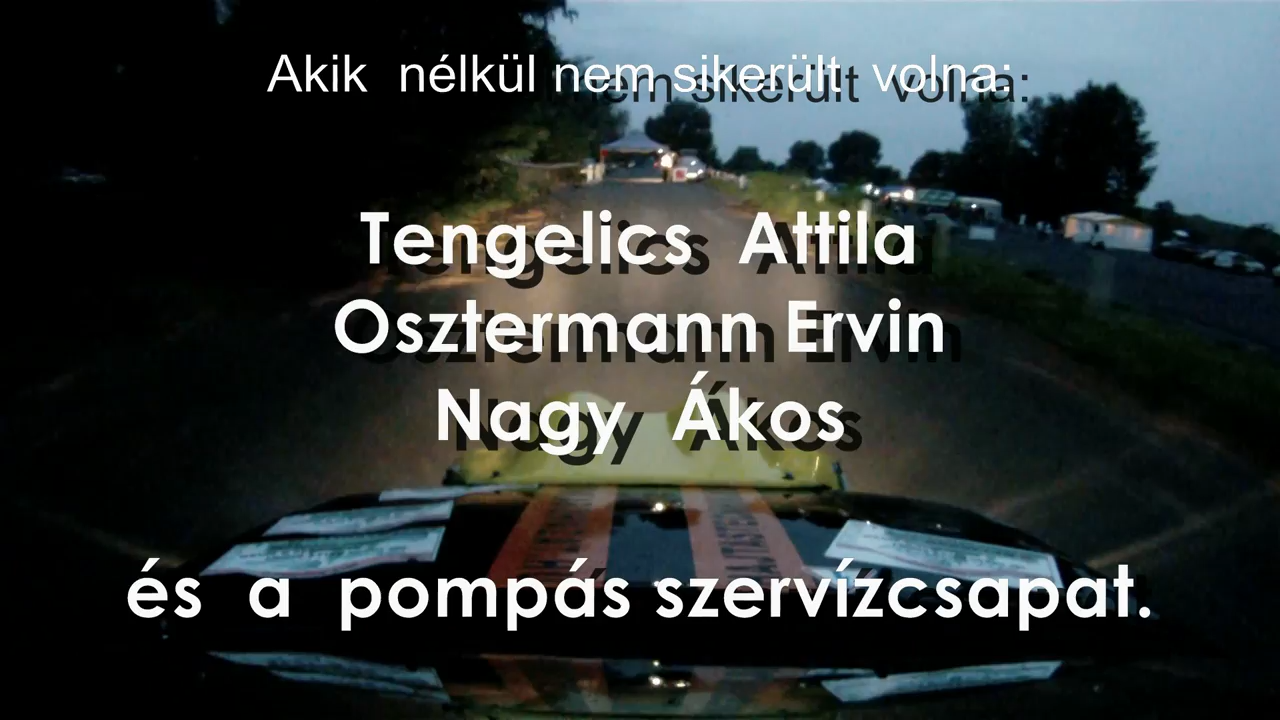 Akik nélkül nem sikerült volna:
Tengelics Attila
Osztermann Ervin
Nagy Ákos
és a pompás szervízcsapat.